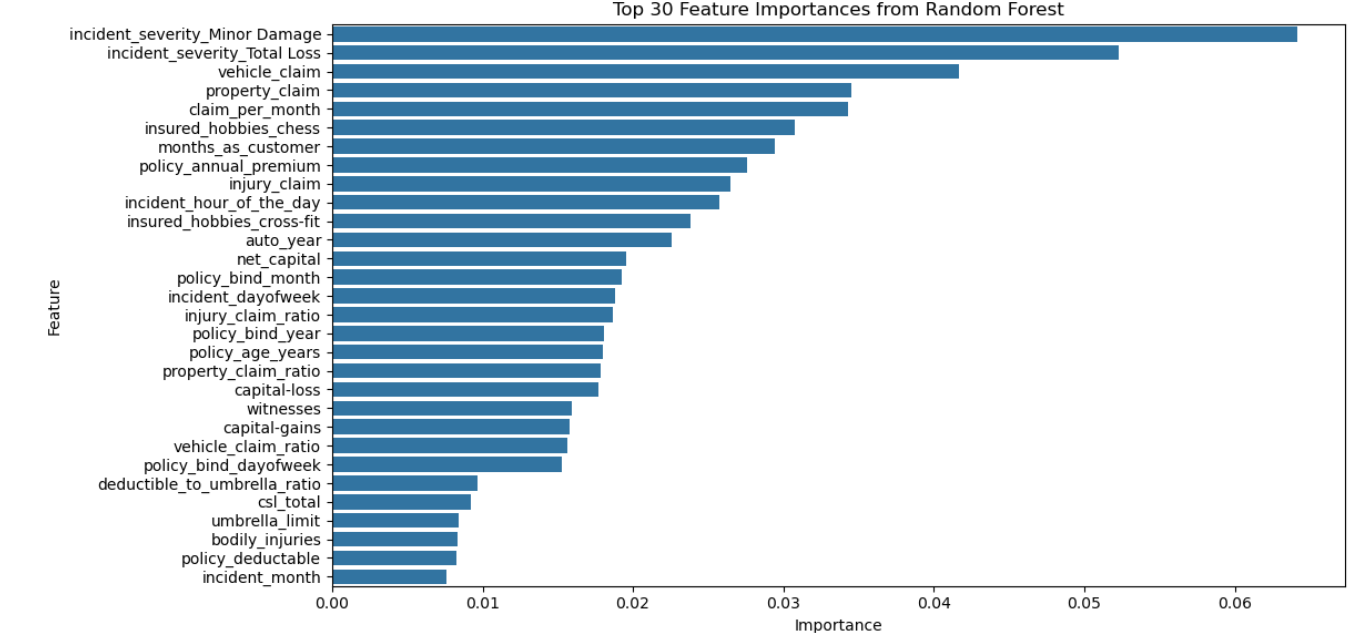 Top 30 Feature Importances from Random Forest
incident_severity_Minor Damage
incident_severity_Total Loss
vehicle_claim
property_claim
claim_per_month
insured_hobbies_chess
months_as_customer
policy_annual_premium
injury_claim
incident_hour_of_the_day
insured_hobbies_cross-fit
auto_year
net_capital
policy_bind_month
incident_dayofweek
injury_claim_ratio
policy_bind_year
policy_age_years
property_claim_ratio
capital-loss
witnesses
capital-gains
vehicle_claim_ratio
policy_bind_dayofweek
deductible_to_umbrella_ratio
csl_total
umbrella_limit
bodily_injuries
policy_deductable
incident_month
Feature
0.00 0.01 0.02 0.03 0.04 0.05 0.06
Importance